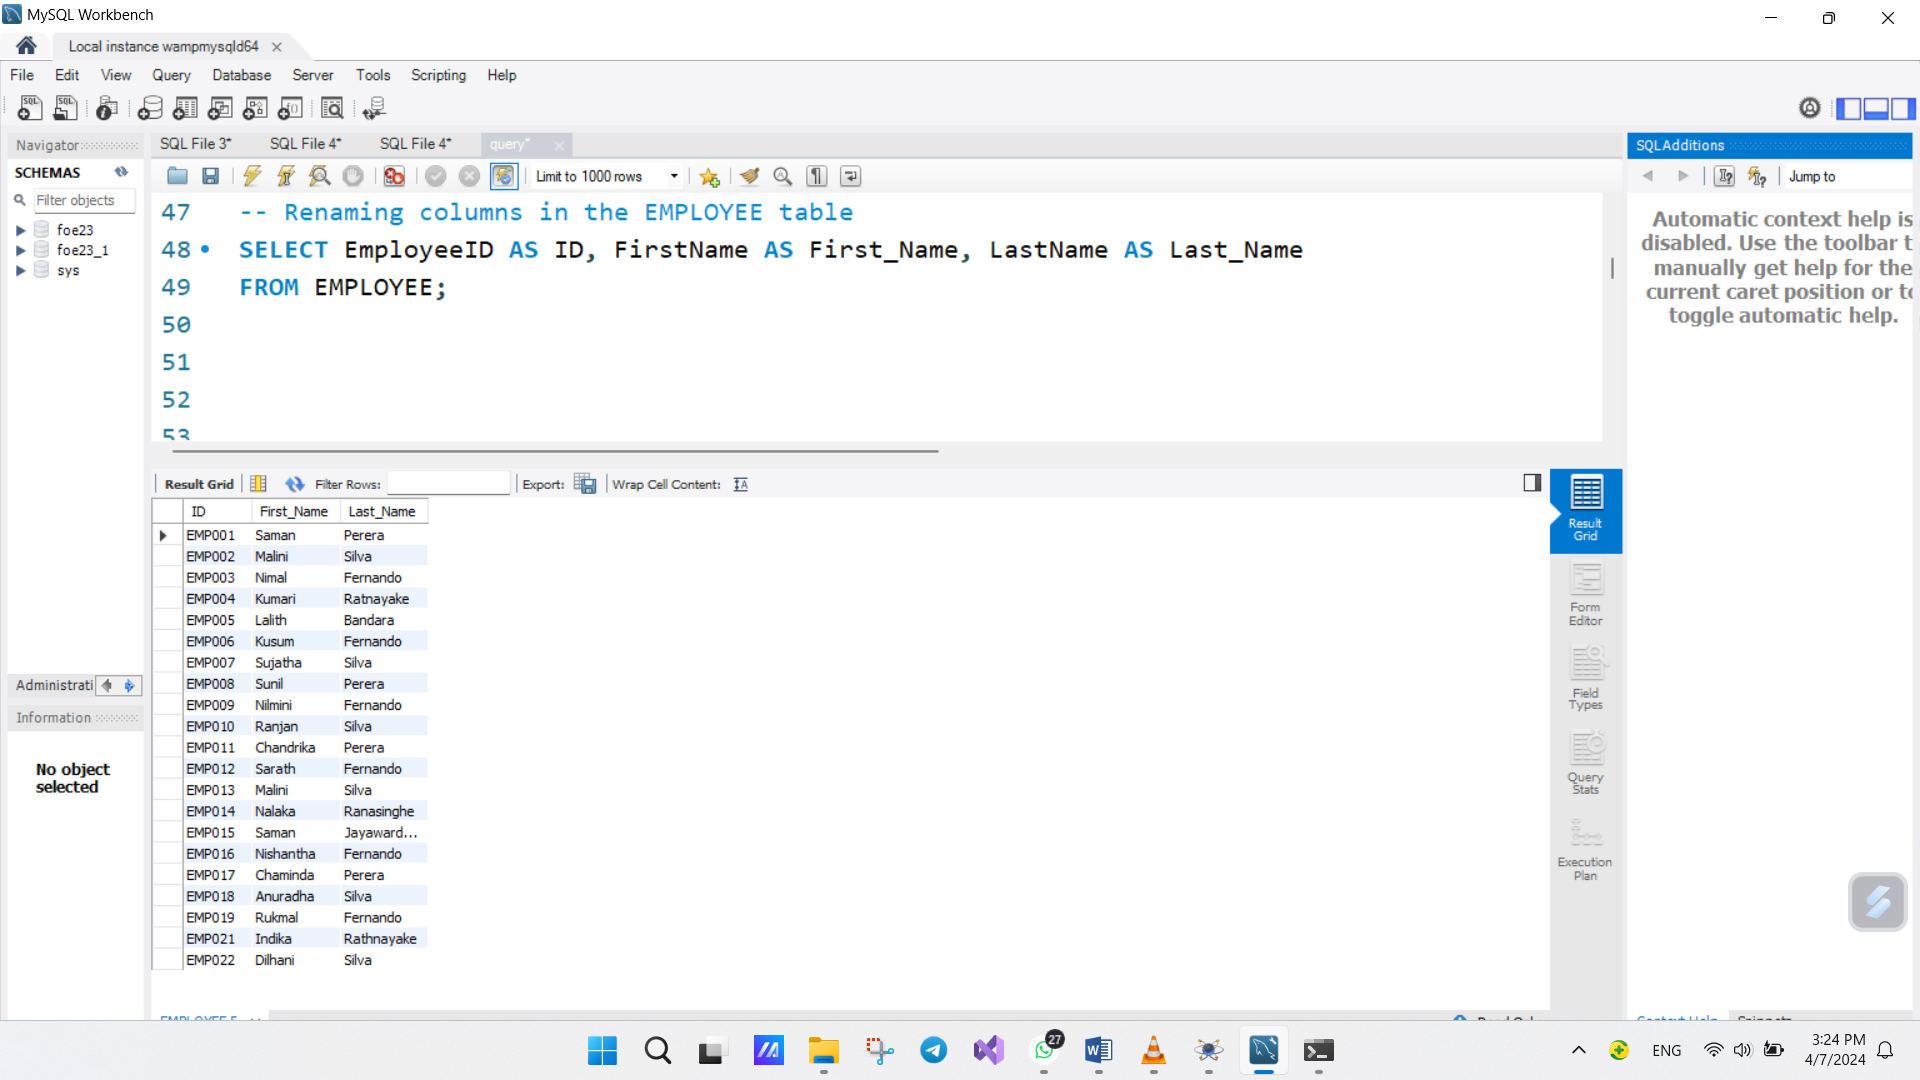 MySQL Workbench
Local instance wampmysqld64
File Edit View Query Database Server Tools Scripting Help
Navigator
SCHEMAS
Filter objects
foe23
foe23_1
sys
Administrati
Information
No object
selected
SQL File 3* SQL File 4* SQL File 4* query*
Limit to 1000 rows
47 -- Renaming columns in the EMPLOYEE table
48 SELECT EmployeeID AS ID, FirstName AS First_Name, LastName AS Last_Name
49 FROM EMPLOYEE;
50
51
52
53
Result Grid Filter Rows: Export: Wrap Cell Content:
ID First_Name Last_Name
EMP001 Saman Perera
EMP002 Malini Silva
EMP003 Nimal Fernando
EMP004 Kumari Ratnayake
EMP005 Lalith Bandara
EMP006 Kusum Fernando
EMP007 Sujatha Silva
EMP008 Sunil Perera
EMP009 Nilmini Fernando
EMP010 Ranjan Silva
EMP011 Chandrika Perera
EMP012 Sarath Fernando
EMP013 Malini Silva
EMP014 Nalaka Ranasinghe
EMP015 Saman Jayaward...
EMP016 Nishantha Fernando
EMP017 Chaminda Perera
EMP018 Anuradha Silva
EMP019 Rukmal Fernando
EMP021 Indika Rathnayake
EMP022 Dilhani Silva
Result
Grid
Form
Editor
Field
Types
Query
Stats
Execution
Plan
SQLAdditions
Jump to
Automatic context help is
disabled. Use the toolbar t
manually get help for the
current caret position or to
toggle automatic help.
27
ENG
3:24 PM
4/7/2024